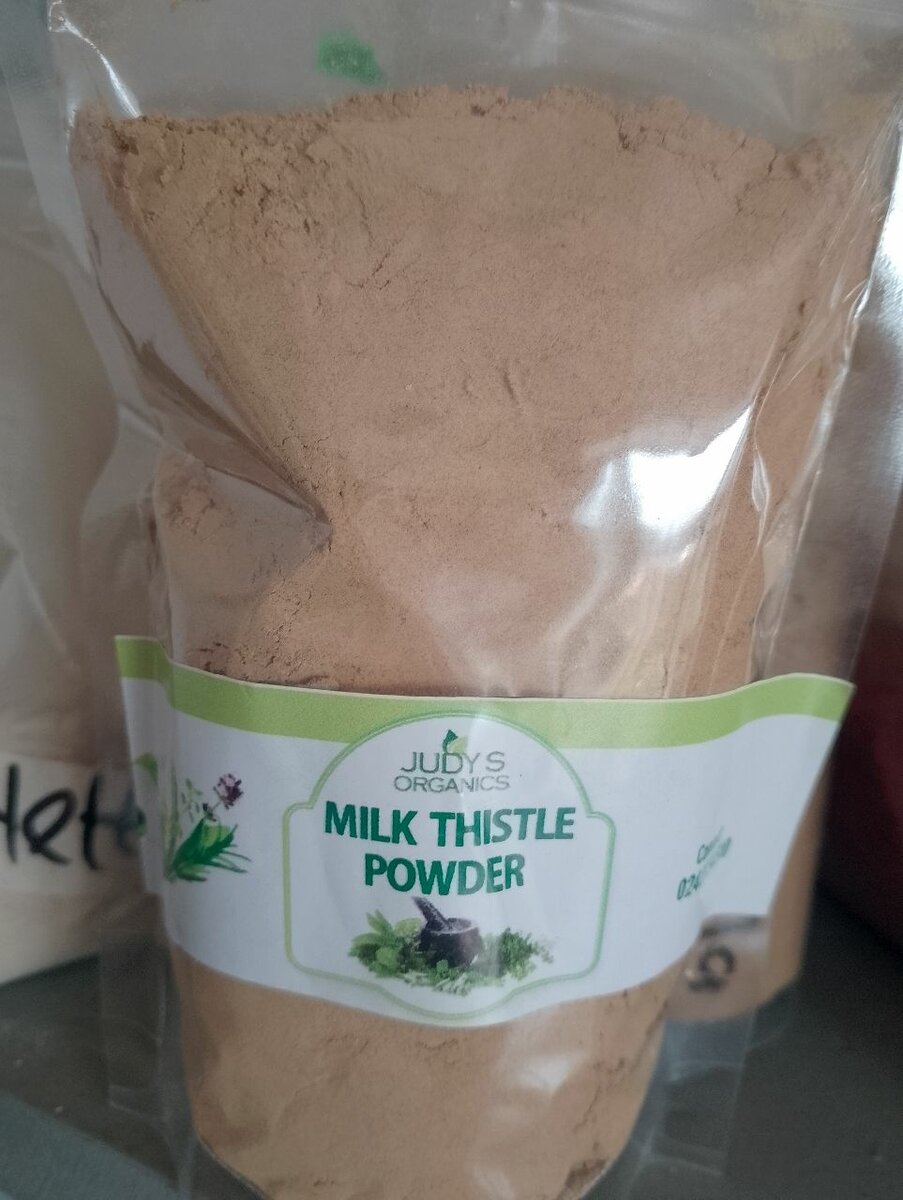 JUDY'S
ORGANICS
MILK THISTLE
POWDER